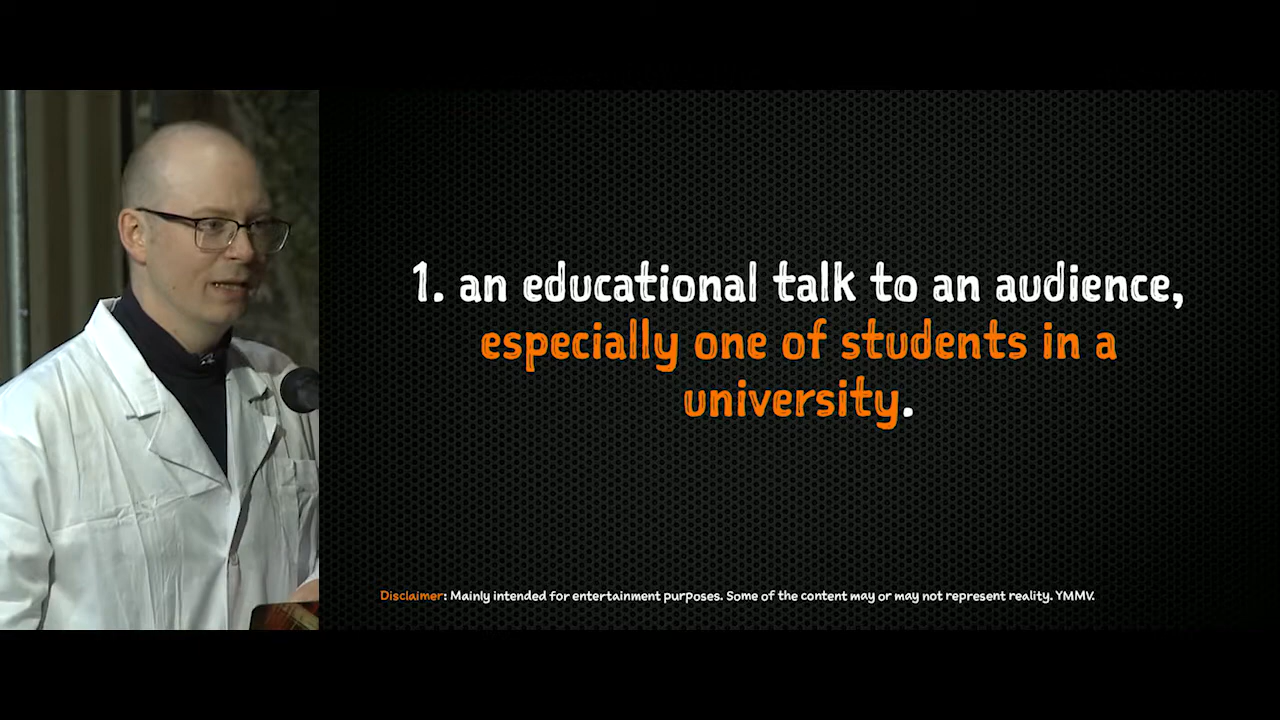 1. an educational talk to an audience,
especially one of students in a
university.
Disclaimer: Mainly intended for entertainment purposes. Some of the content may or may not represent reality. YMMV.